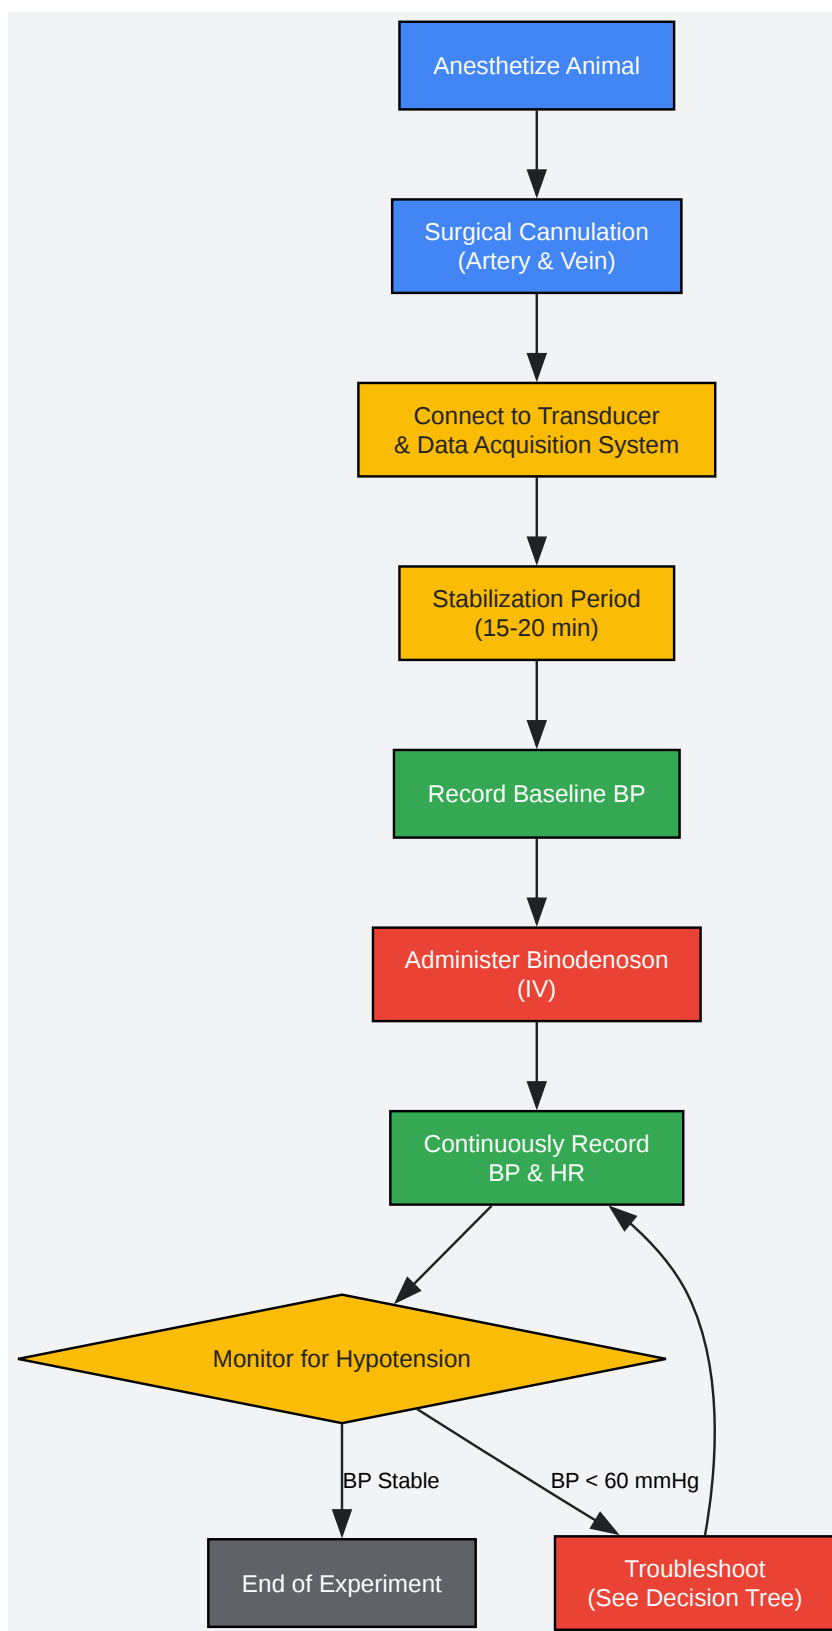 Anesthetize Animal
Surgical Cannulation
(Artery & Vein)
Connect to Transducer
& Data Acquisition System
Stabilization Period
(15-20 min)
Record Baseline BP
Administer Binodenoson
(IV)
Continuously Record
BP & HR
Monitor for Hypotension
BP Stable
BP < 60 mmHg
End of Experiment
Troubleshoot
(See Decision Tree)